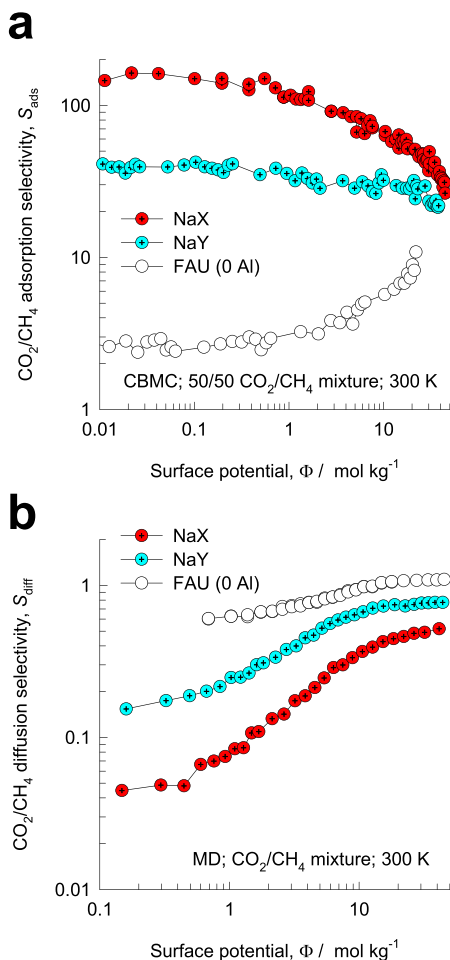 a
CO₂/CH₄ adsorption selectivity, S_ads
100
10
1
NaX
NaY
FAU (0 Al)
CBMC; 50/50 CO₂/CH₄ mixture; 300 K
0.01 0.1 1 10
Surface potential, Φ / mol kg⁻¹
b
NaX
NaY
FAU (0 Al)
CO₂/CH₄ diffusion selectivity, S_diff
1
0.1
0.01
MD; CO₂/CH₄ mixture; 300 K
0.1 1 10
Surface potential, Φ / mol kg⁻¹